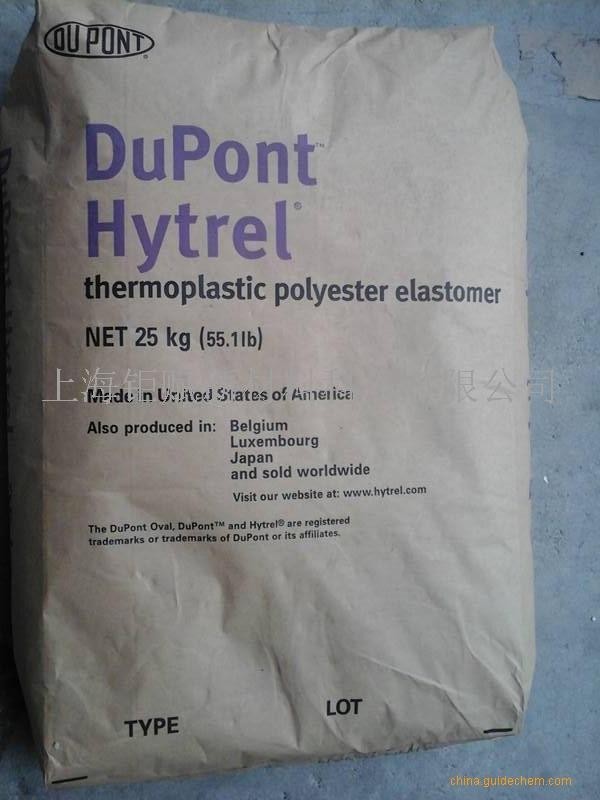 DU PONT
®
DuPont™
Hytrel®
thermoplastic polyester elastomer
NET 25 kg (55.1lb)
上海钜 限公司
Made in United States of America
Also produced in: Belgium
Luxembourg
Japan
and sold worldwide
Visit our website at: www.hytrel.com
The DuPont Oval, DuPont™ and Hytrel® are registered
trademarks or trademarks of DuPont or its affiliates.
TYPE
LOT
china.guidechem.com